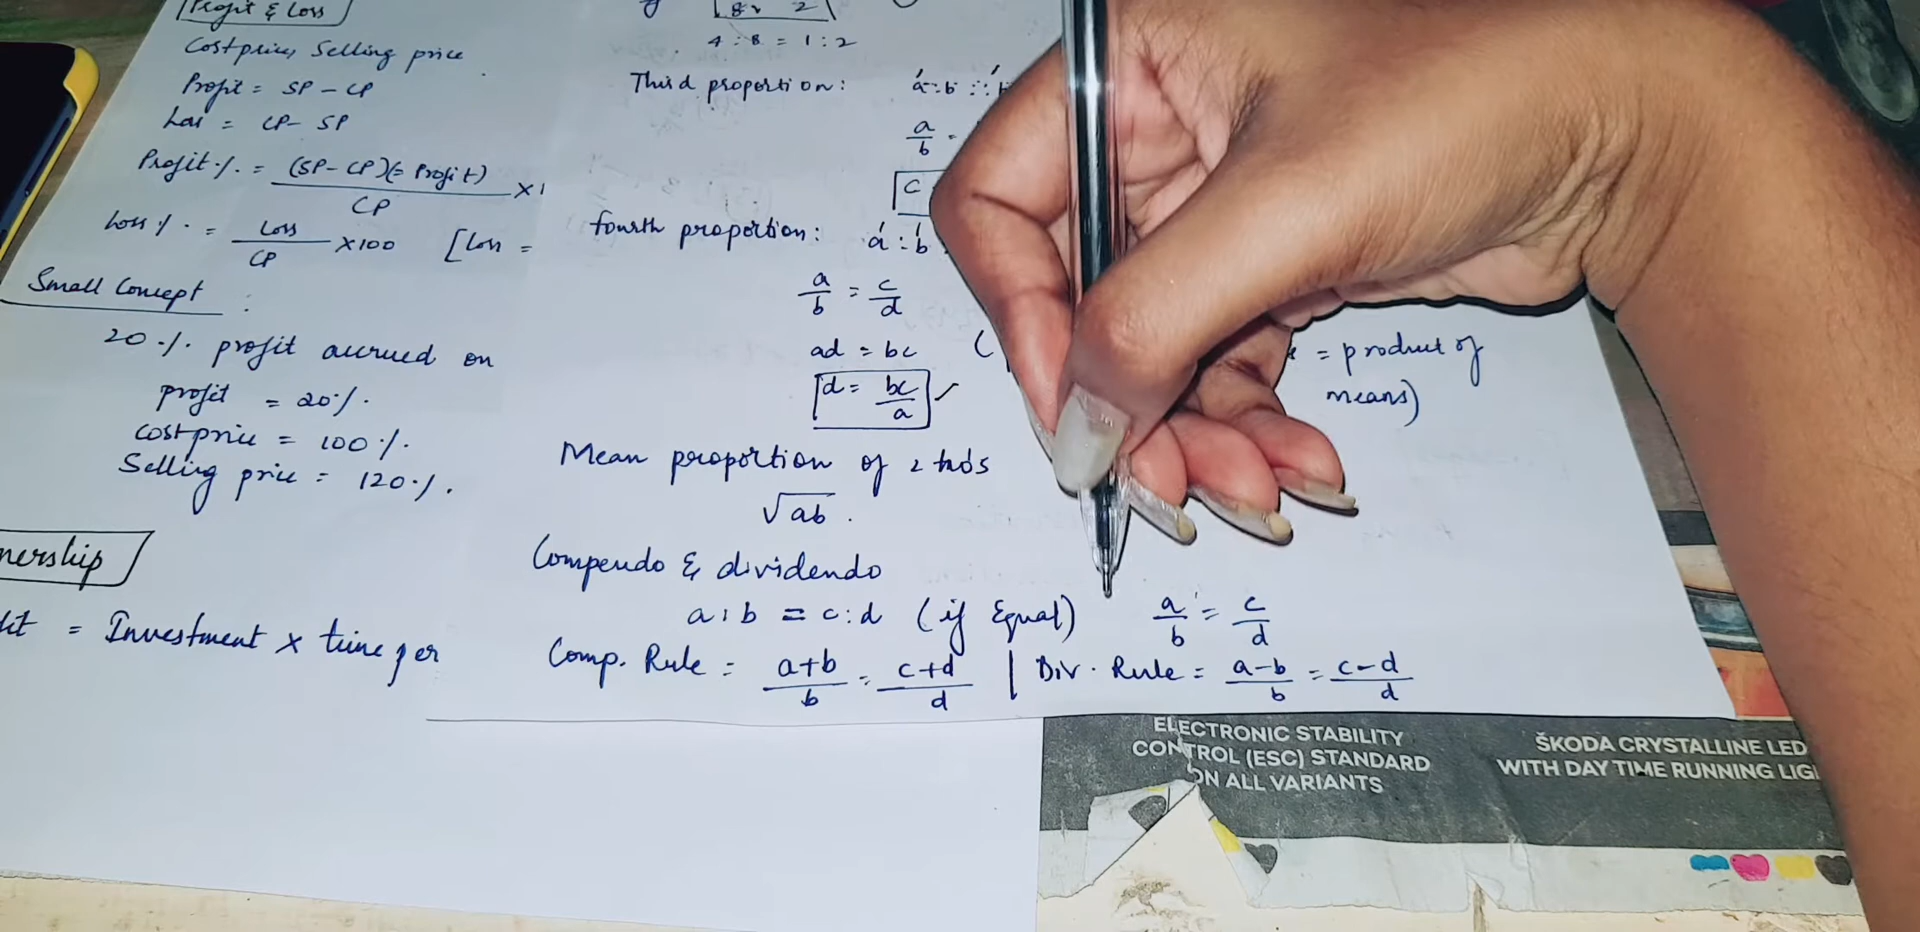 Profit & Loss
Cost price, Selling price
Profit = SP - CP
Loss = CP - SP
Profit % = (SP - CP)(= Profit) / CP × 1
Loss % = Loss / CP × 100 [Loss =
Small Concept :
20 % profit accrued on
profit = 20 %.
Cost price = 100 %.
Selling price = 120 %.
nership
= Investment × time
4 : 8 = 1 : 2
Third proportion: a : b :: b
a/b =
c
fourth proportion: a : b
a/b = c/d
ad = bc ( = product of
means)
d = bc/a ✓
Mean proportion of 2
√ab .
Compendo & dividendo
a : b = c : d (if Equal) a/b = c/d
Comp. Rule = a+b/b = c+d/d | Div. Rule = a-b/b = c-d/d
ELECTRONIC STABILITY
CONTROL (ESC) STANDARD
ON ALL VARIANTS
ŠKODA CRYSTALLINE LED
WITH DAY TIME RUNNING LIG